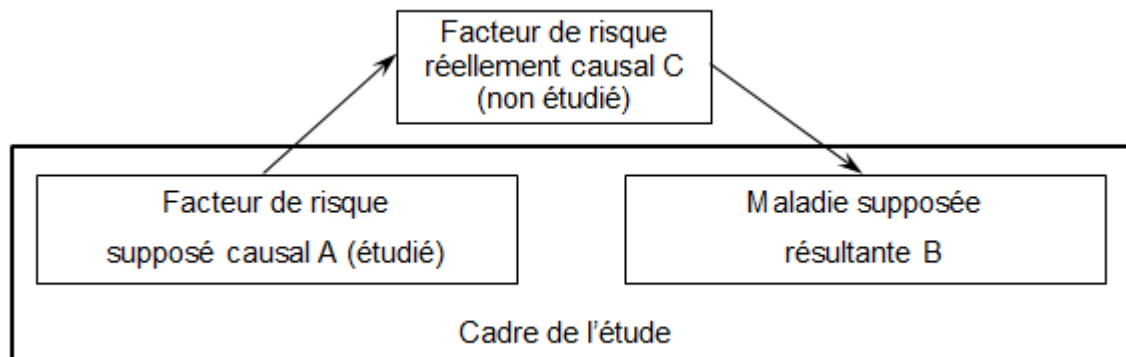 Facteur de risque
réellement causal C
(non étudié)
Facteur de risque
supposé causal A (étudié)
Maladie supposée
résultante B
Cadre de l'étude